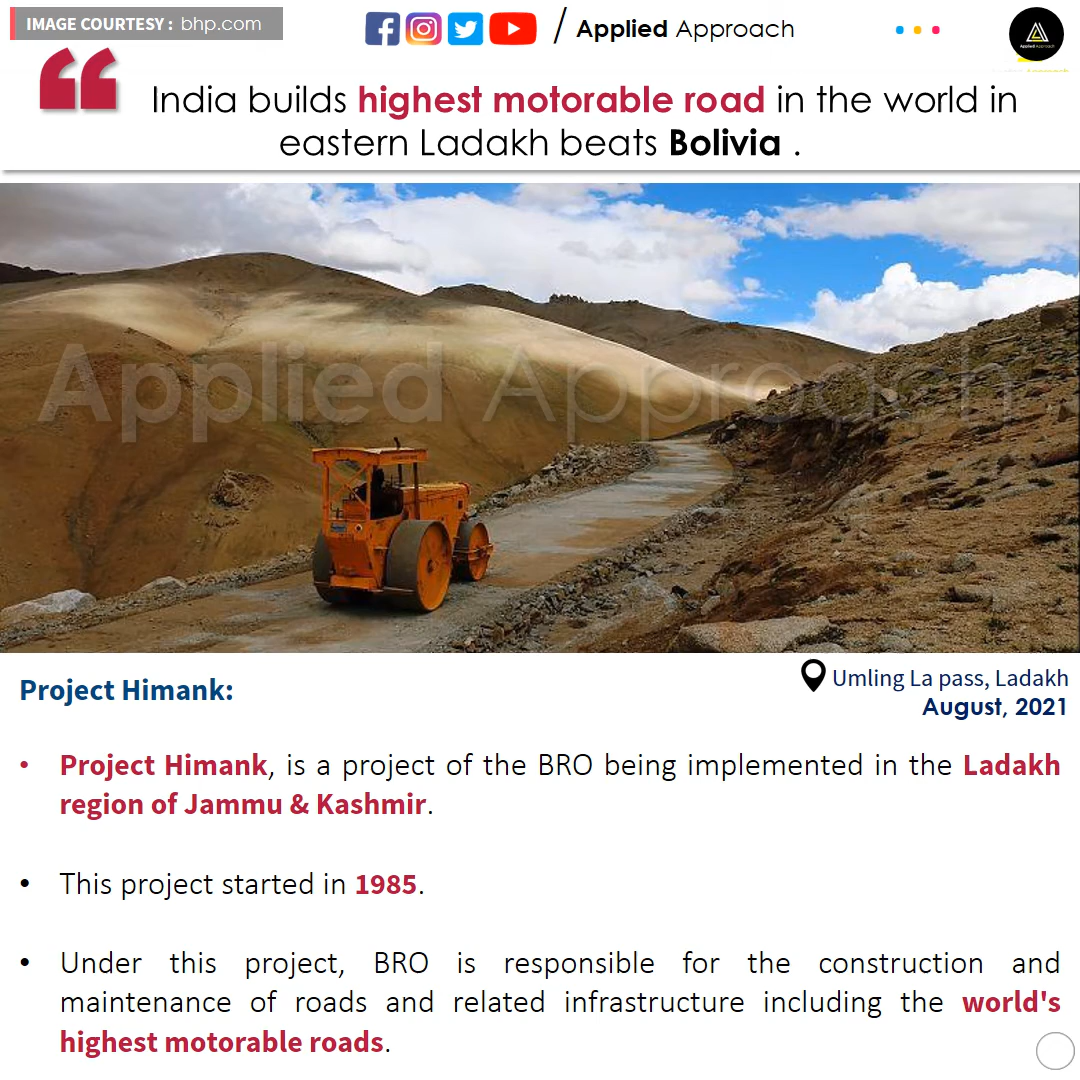 IMAGE COURTESY : bhp.com
Applied Approach
India builds highest motorable road in the world in
eastern Ladakh beats Bolivia .
Applied Approach
Umling La pass, Ladakh
August, 2021
Project Himank:
• Project Himank, is a project of the BRO being implemented in the Ladakh
region of Jammu & Kashmir.
• This project started in 1985.
• Under this project, BRO is responsible for the construction and
maintenance of roads and related infrastructure including the world's
highest motorable roads.